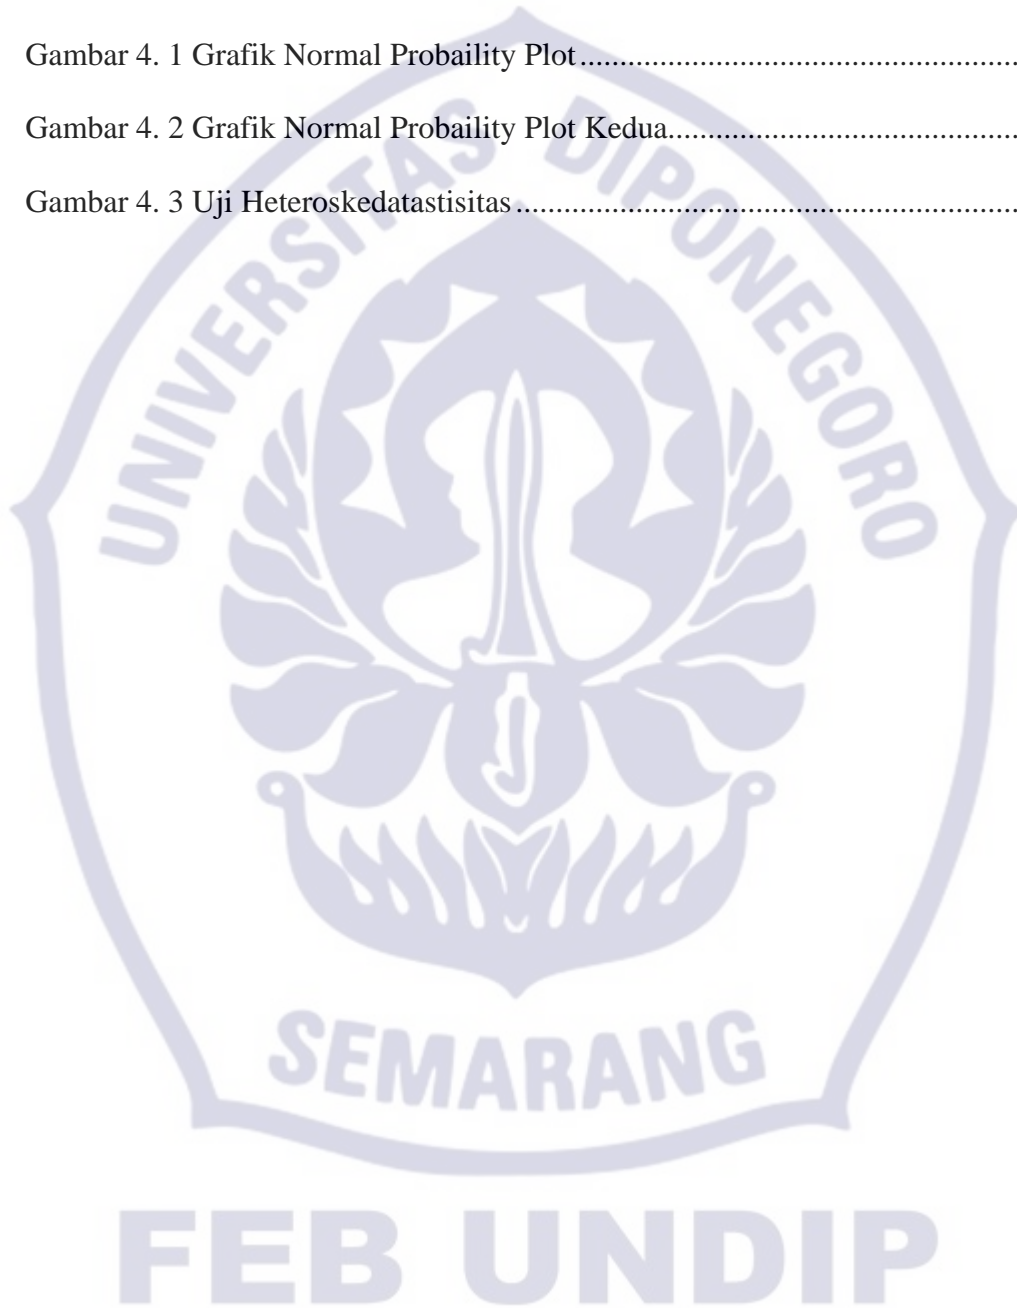 Gambar 4. 1 Grafik Normal Probaility Plot........................................................
Gambar 4. 2 Grafik Normal Probaility Plot Kedua.............................................
Gambar 4. 3 Uji Heteroskedatastisitas ................................................................
UNIVERSITAS DIPONEGORO
SEMARANG
FEB UNDIP